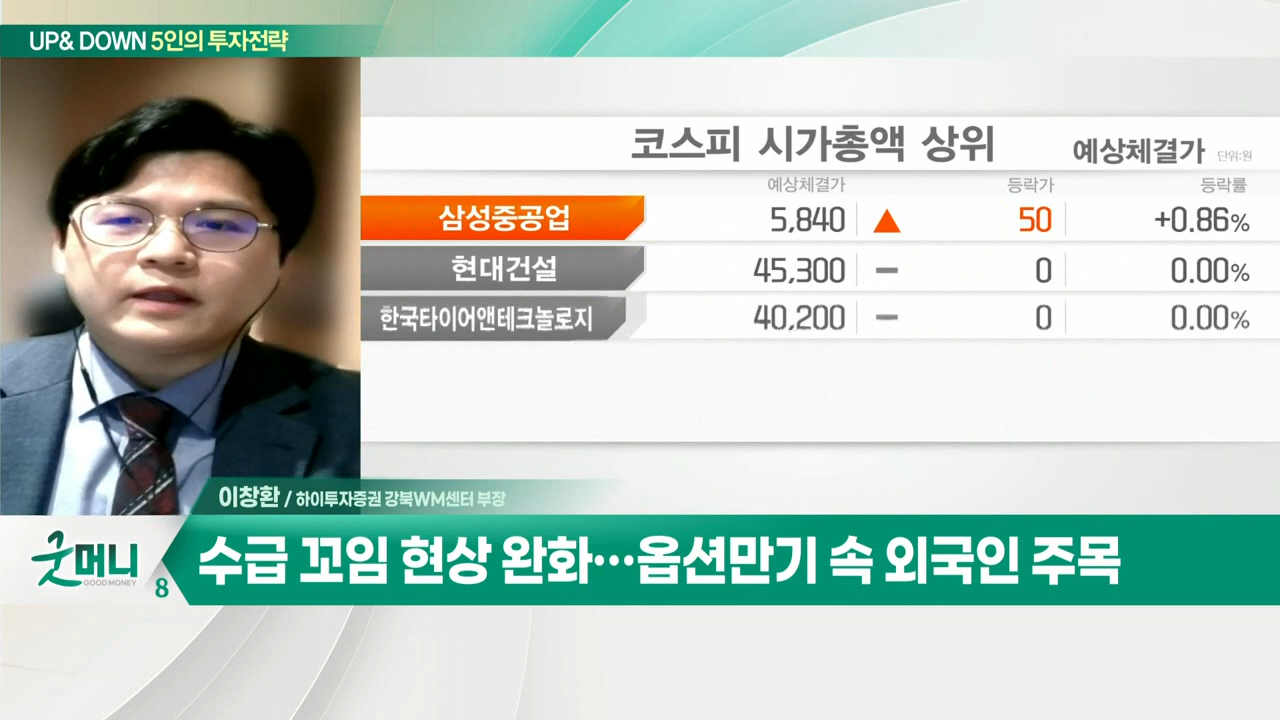 UP& DOWN 5인의 투자전략
코스피 시가총액 상위
예상체결가 단위:원
예상체결가 등락가 등락률
삼성중공업 5,840 ▲ 50 +0.86%
현대건설 45,300 - 0 0.00%
한국타이어앤테크놀로지 40,200 - 0 0.00%
이창환 / 하이투자증권 강북WM센터 부장
굿머니
GOOD MONEY
8
수급 꼬임 현상 완화…옵션만기 속 외국인 주목